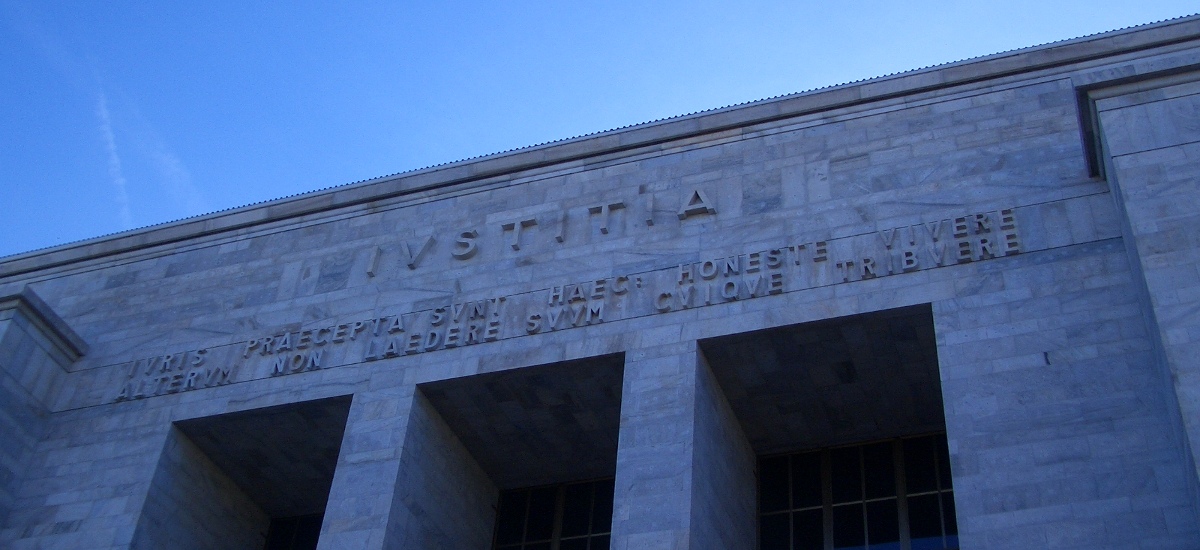 IVSTITIA
IVRIS PRAECEPTA SVNT HAEC: HONESTE VIVERE
ALTERVM NON LAEDERE SVVM CVIQVE TRIBVERE